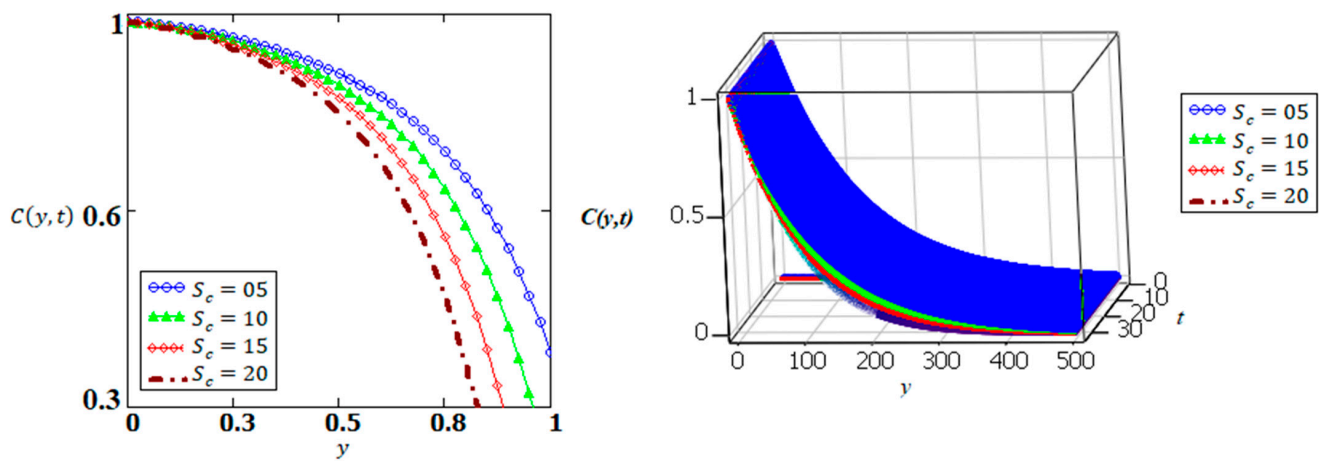 1
0.6
0.3
C(y,t)
S_c = 05
S_c = 10
S_c = 15
S_c = 20
0 0.3 0.5 0.8 1
y
1
0.5
0
C(y,t)
0 100 200 300 400 500
y
0
10
20
30
t
S_c = 05
S_c = 10
S_c = 15
S_c = 20